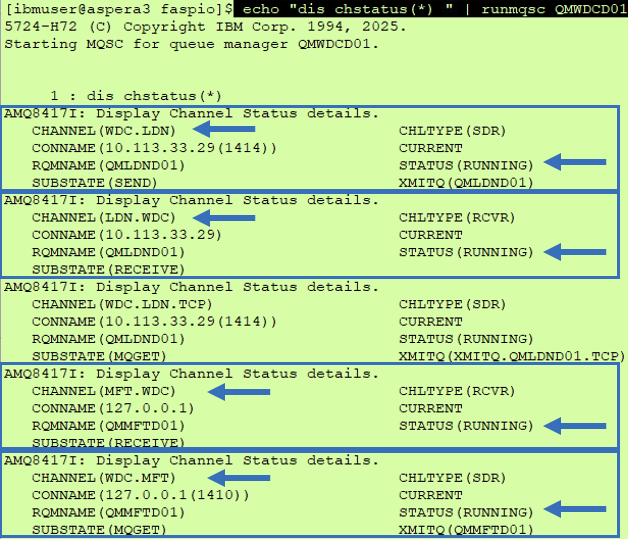 [ibmuser@aspera3 faspio]$ echo "dis chstatus(*) " | runmqsc QMWDCD01
5724-H72 (C) Copyright IBM Corp. 1994, 2025.
Starting MQSC for queue manager QMWDCD01.
1 : dis chstatus(*)
AMQ8417I: Display Channel Status details.
CHANNEL(WDC.LDN) CHLTYPE(SDR)
CONNAME(10.113.33.29(1414)) CURRENT
RQMNAME(QMLDND01) STATUS(RUNNING)
SUBSTATE(SEND) XMITQ(QMLDND01)
AMQ8417I: Display Channel Status details.
CHANNEL(LDN.WDC) CHLTYPE(RCVR)
CONNAME(10.113.33.29) CURRENT
RQMNAME(QMLDND01) STATUS(RUNNING)
SUBSTATE(RECEIVE)
AMQ8417I: Display Channel Status details.
CHANNEL(WDC.LDN.TCP) CHLTYPE(SDR)
CONNAME(10.113.33.29(1414)) CURRENT
RQMNAME(QMLDND01) STATUS(RUNNING)
SUBSTATE(MQGET) XMITQ(XMITQ.QMLDND01.TCP)
AMQ8417I: Display Channel Status details.
CHANNEL(MFT.WDC) CHLTYPE(RCVR)
CONNAME(127.0.0.1) CURRENT
RQMNAME(QMMFTD01) STATUS(RUNNING)
SUBSTATE(RECEIVE)
AMQ8417I: Display Channel Status details.
CHANNEL(WDC.MFT) CHLTYPE(SDR)
CONNAME(127.0.0.1(1410)) CURRENT
RQMNAME(QMMFTD01) STATUS(RUNNING)
SUBSTATE(MQGET) XMITQ(QMMFTD01)